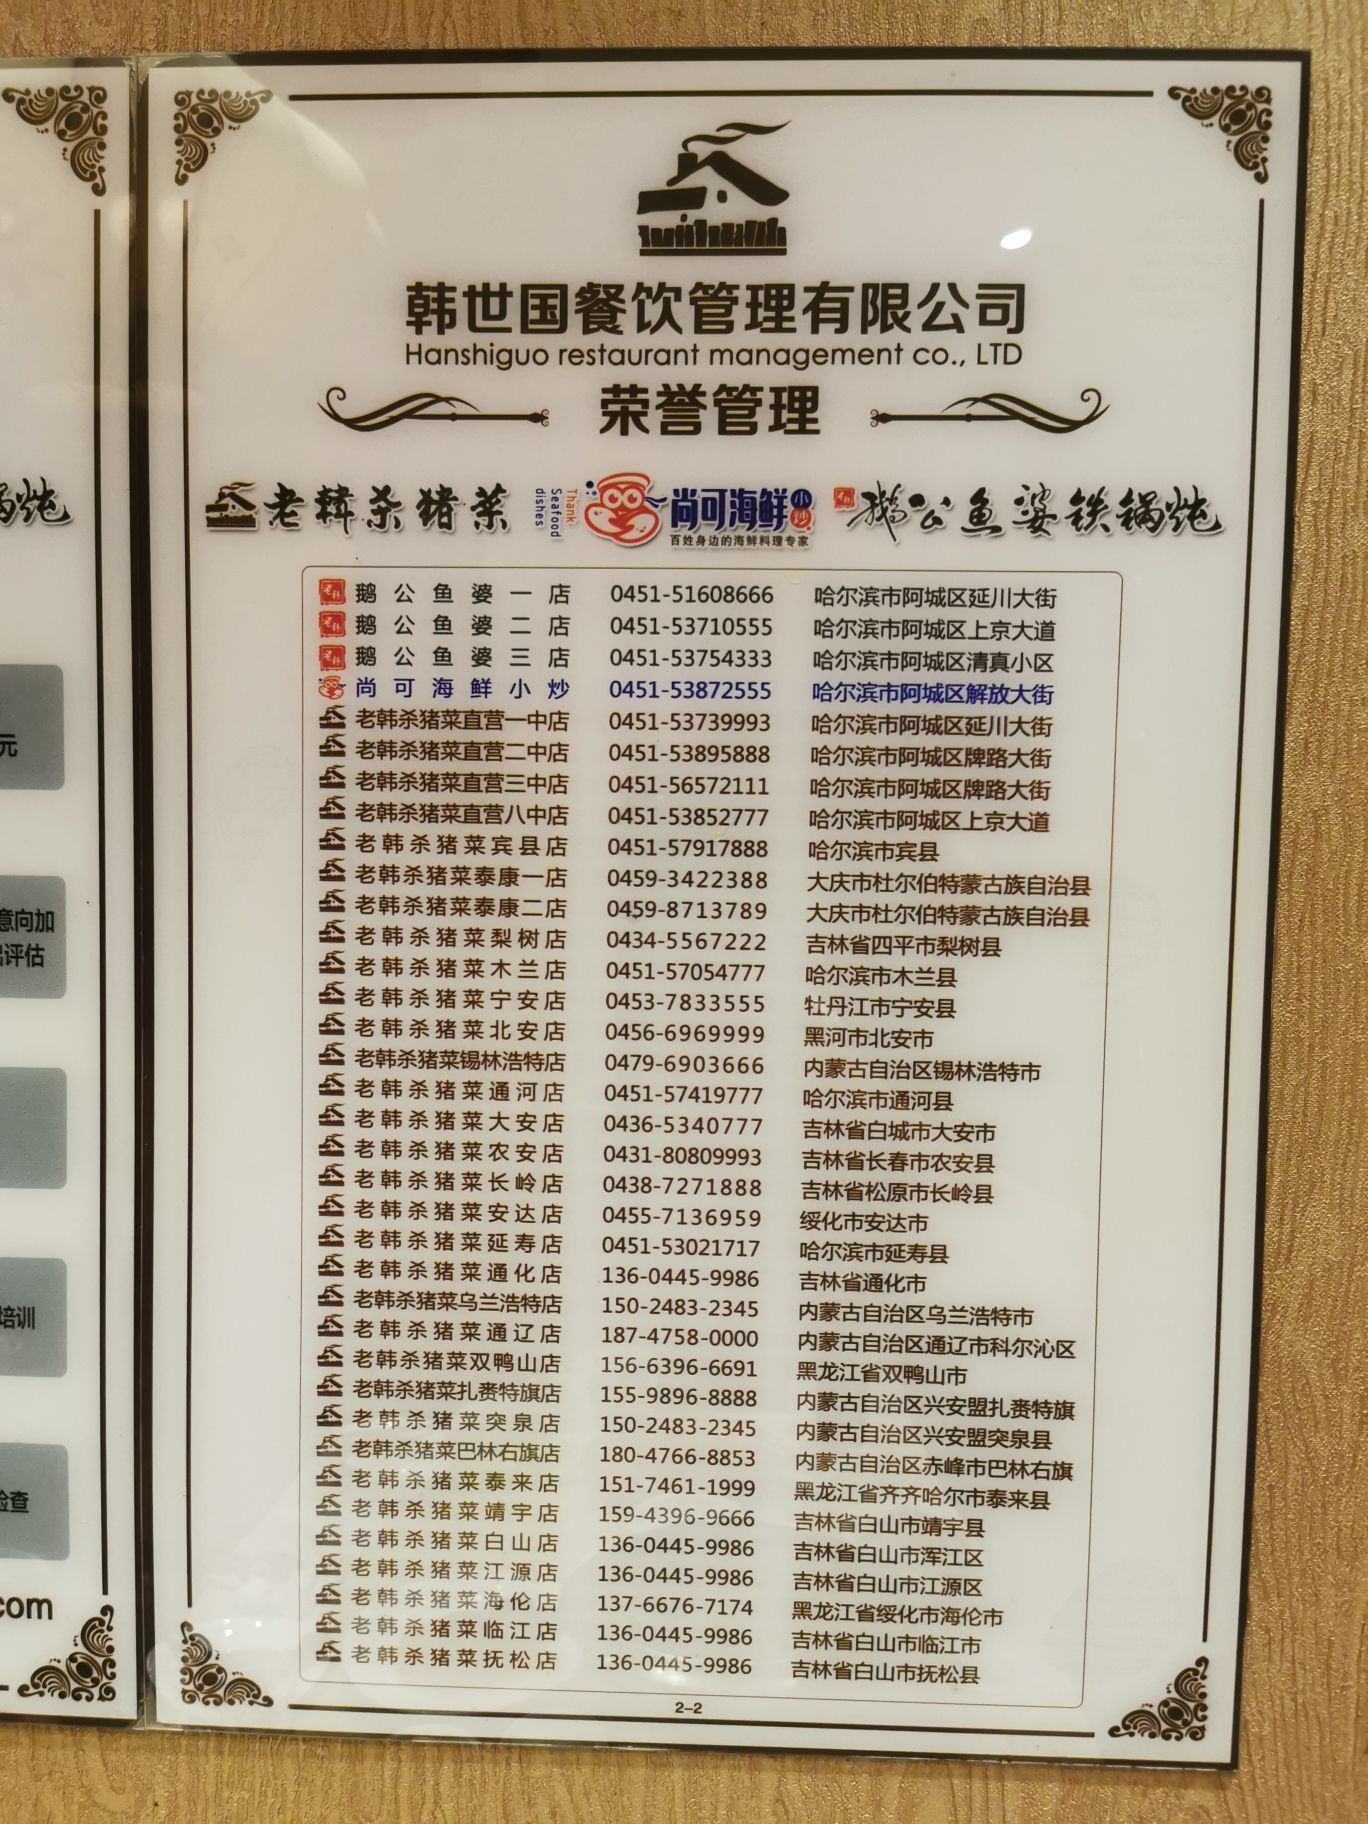 锅炖
元
意向加
评估
培训
检查
com
韩世国餐饮管理有限公司
Hanshiguo restaurant management co., LTD
荣誉管理
老韩杀猪菜
Thank
Seafood
dishes
尚可海鲜小炒
百姓身边的海鲜料理专家
鹅公鱼婆铁锅炖
鹅公鱼婆一店 0451-51608666 哈尔滨市阿城区延川大街
鹅公鱼婆二店 0451-53710555 哈尔滨市阿城区上京大道
鹅公鱼婆三店 0451-53754333 哈尔滨市阿城区清真小区
尚可海鲜小炒 0451-53872555 哈尔滨市阿城区解放大街
老韩杀猪菜直营一中店 0451-53739993 哈尔滨市阿城区延川大街
老韩杀猪菜直营二中店 0451-53895888 哈尔滨市阿城区牌路大街
老韩杀猪菜直营三中店 0451-56572111 哈尔滨市阿城区牌路大街
老韩杀猪菜直营八中店 0451-53852777 哈尔滨市阿城区上京大道
老韩杀猪菜宾县店 0451-57917888 哈尔滨市宾县
老韩杀猪菜泰康一店 0459-3422388 大庆市杜尔伯特蒙古族自治县
老韩杀猪菜泰康二店 0459-8713789 大庆市杜尔伯特蒙古族自治县
老韩杀猪菜梨树店 0434-5567222 吉林省四平市梨树县
老韩杀猪菜木兰店 0451-57054777 哈尔滨市木兰县
老韩杀猪菜宁安店 0453-7833555 牡丹江市宁安县
老韩杀猪菜北安店 0456-6969999 黑河市北安市
老韩杀猪菜锡林浩特店 0479-6903666 内蒙古自治区锡林浩特市
老韩杀猪菜通河店 0451-57419777 哈尔滨市通河县
老韩杀猪菜大安店 0436-5340777 吉林省白城市大安市
老韩杀猪菜农安店 0431-80809993 吉林省长春市农安县
老韩杀猪菜长岭店 0438-7271888 吉林省松原市长岭县
老韩杀猪菜安达店 0455-7136959 绥化市安达市
老韩杀猪菜延寿店 0451-53021717 哈尔滨市延寿县
老韩杀猪菜通化店 136-0445-9986 吉林省通化市
老韩杀猪菜乌兰浩特店 150-2483-2345 内蒙古自治区乌兰浩特市
老韩杀猪菜通辽店 187-4758-0000 内蒙古自治区通辽市科尔沁区
老韩杀猪菜双鸭山店 156-6396-6691 黑龙江省双鸭山市
老韩杀猪菜扎赉特旗店 155-9896-8888 内蒙古自治区兴安盟扎赉特旗
老韩杀猪菜突泉店 150-2483-2345 内蒙古自治区兴安盟突泉县
老韩杀猪菜巴林右旗店 180-4766-8853 内蒙古自治区赤峰市巴林右旗
老韩杀猪菜泰来店 151-7461-1999 黑龙江省齐齐哈尔市泰来县
老韩杀猪菜靖宇店 159-4396-9666 吉林省白山市靖宇县
老韩杀猪菜白山店 136-0445-9986 吉林省白山市浑江区
老韩杀猪菜江源店 136-0445-9986 吉林省白山市江源区
老韩杀猪菜海伦店 137-6676-7174 黑龙江省绥化市海伦市
老韩杀猪菜临江店 136-0445-9986 吉林省白山市临江市
老韩杀猪菜抚松店 136-0445-9986 吉林省白山市抚松县
2-2